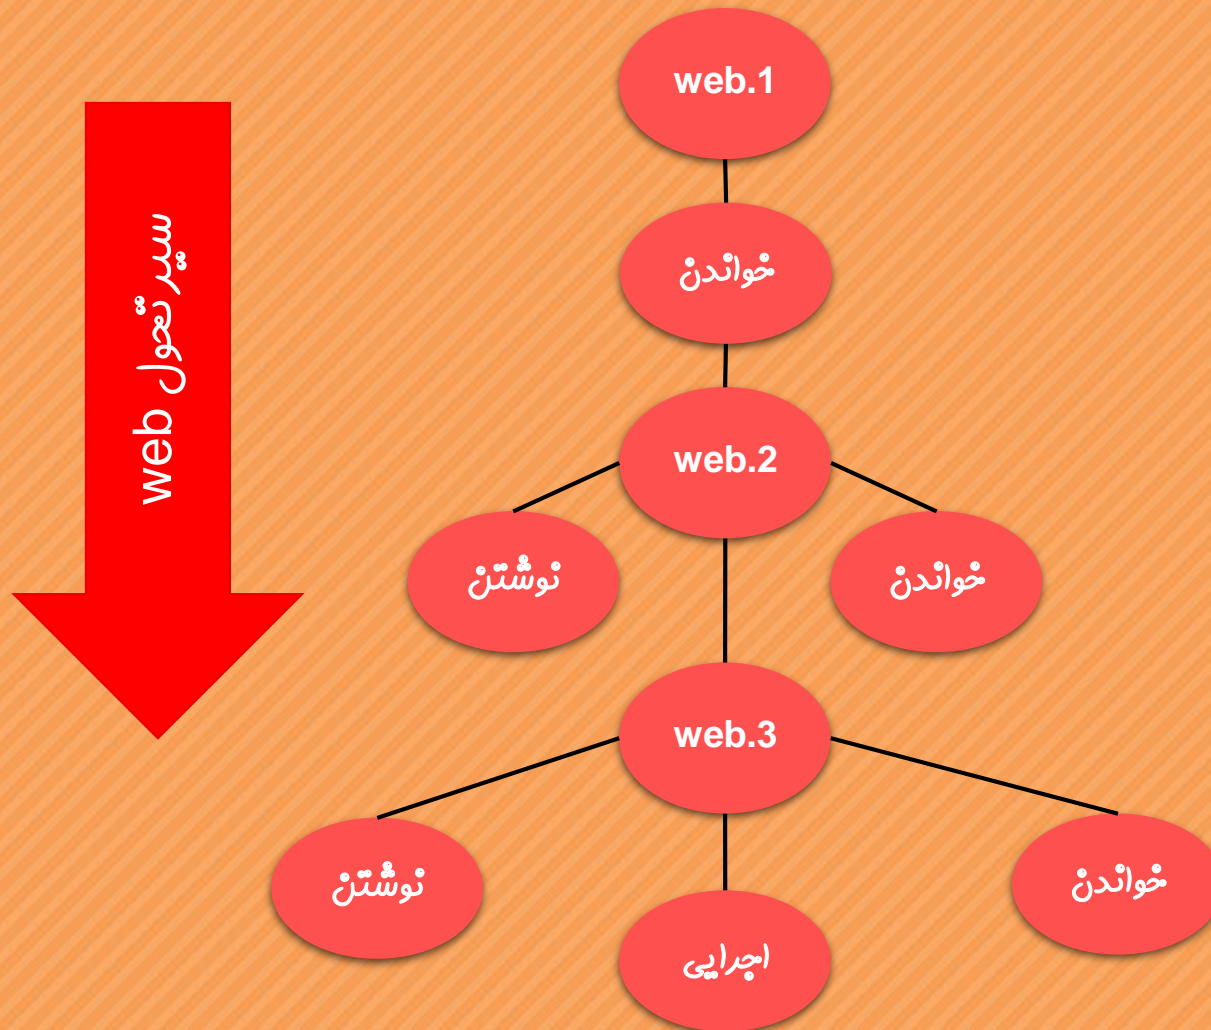 سیر تحول web
web.1
خواندن
web.2
خواندن
نوشتن
web.3
خواندن
اجرایی
نوشتن